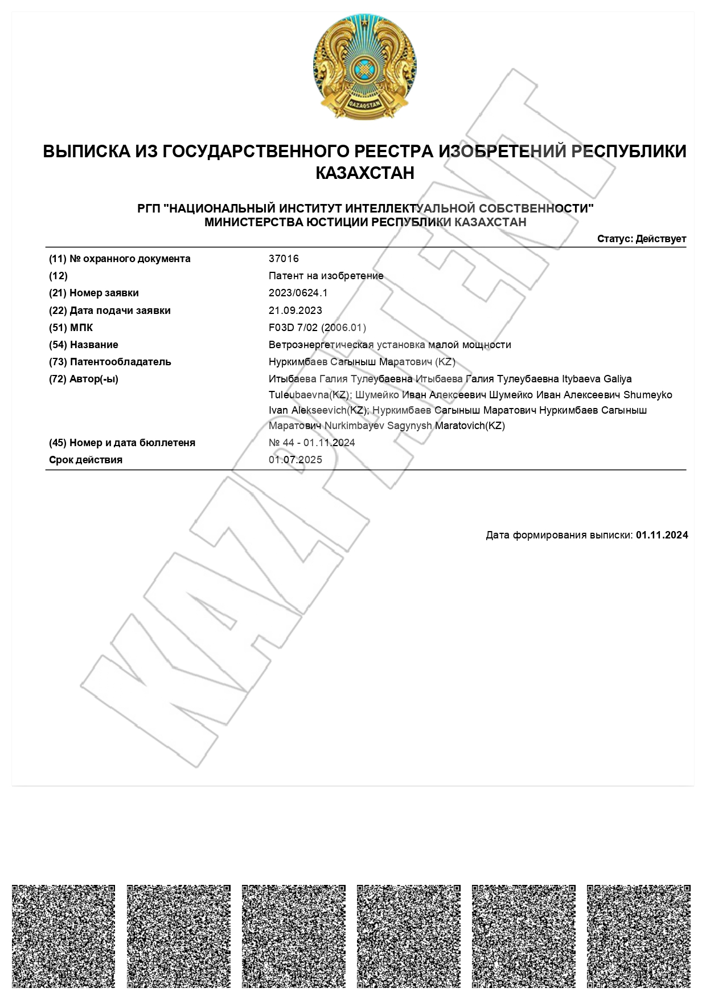 QAZAQSTAN
ВЫПИСКА ИЗ ГОСУДАРСТВЕННОГО РЕЕСТРА ИЗОБРЕТЕНИЙ РЕСПУБЛИКИ
КАЗАХСТАН
РГП "НАЦИОНАЛЬНЫЙ ИНСТИТУТ ИНТЕЛЛЕКТУАЛЬНОЙ СОБСТВЕННОСТИ"
МИНИСТЕРСТВА ЮСТИЦИИ РЕСПУБЛИКИ КАЗАХСТАН
Статус: Действует
(11) № охранного документа 37016
(12) Патент на изобретение
(21) Номер заявки 2023/0624.1
(22) Дата подачи заявки 21.09.2023
(51) МПК F03D 7/02 (2006.01)
(54) Название Ветроэнергетическая установка малой мощности
(73) Патентообладатель Нуркимбаев Сагыныш Маратович (KZ)
(72) Автор(-ы) Итыбаева Галия Тулеубаевна Итыбаева Галия Тулеубаевна Itybaeva Galiya
Tuleubaevna(KZ); Шумейко Иван Алексеевич Шумейко Иван Алексеевич Shumeyko
Ivan Alekseevich(KZ); Нуркимбаев Сагыныш Маратович Нуркимбаев Сагыныш
Маратович Nurkimbayev Sagynysh Maratovich(KZ)
(45) Номер и дата бюллетеня № 44 - 01.11.2024
Срок действия 01.07.2025
Дата формирования выписки: 01.11.2024
KAZPATENT